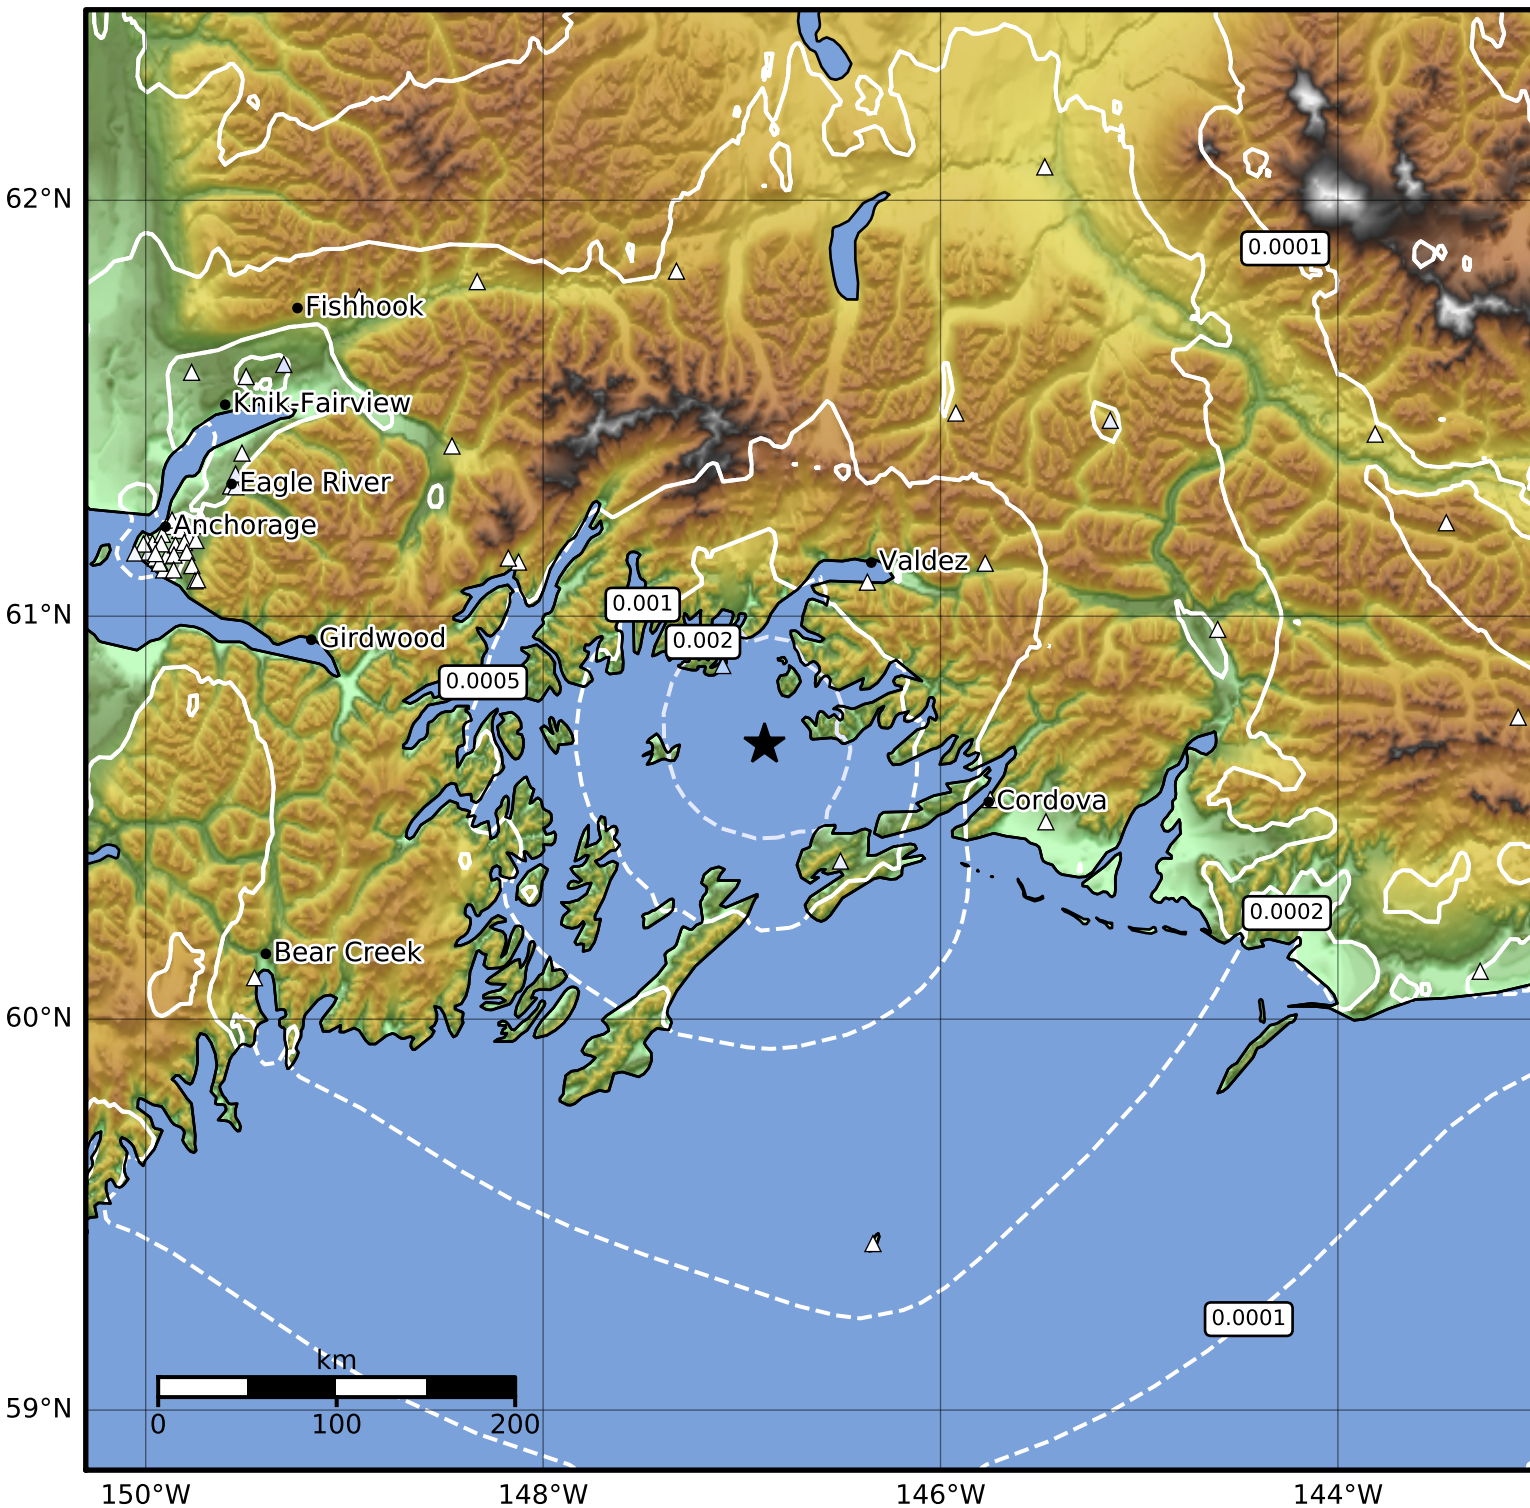 62°N
0.0001
Fishhook
Knik-Fairview
Eagle River
Anchorage
Valdez
61°N
0.001
Girdwood
0.002
0.0005
Cordova
0.0002
Bear Creek
60°N
0.0001
km
0
100
200
59°N
150°W
148°W
146°W
144°W